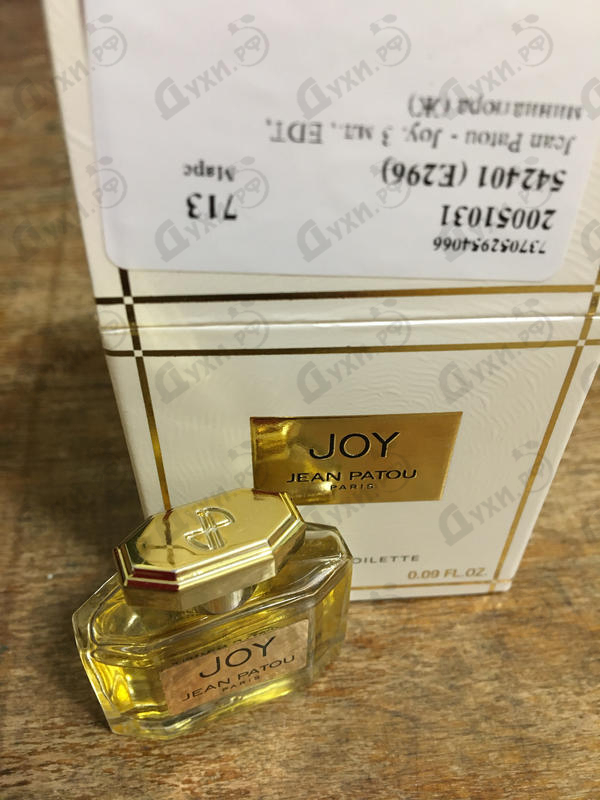 Jean Patou - Joy, 3 мл., EDT,
миниатюра (Ж)
542401 (E296)
Марс
20051031
713
737052954066
JOY
JEAN PATOU
PARIS
OILETTE
0.09 FL.OZ.
JOY
JEAN PATOU
PARIS
Духи.рф